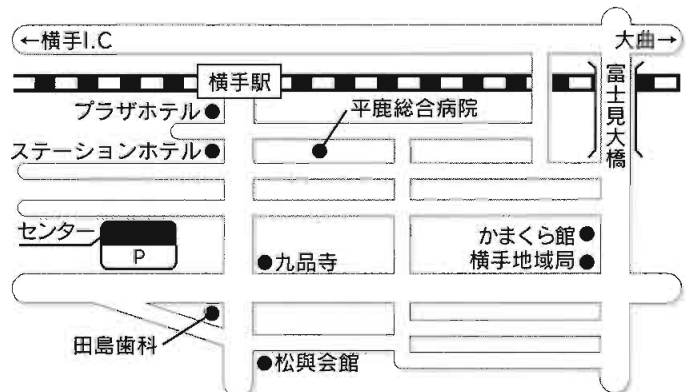 ←横手I.C
大曲→
横手駅
富士見大橋
プラザホテル
平鹿総合病院
ステーションホテル
センター
P
かまくら館
九品寺
横手地域局
田島歯科
松與会館